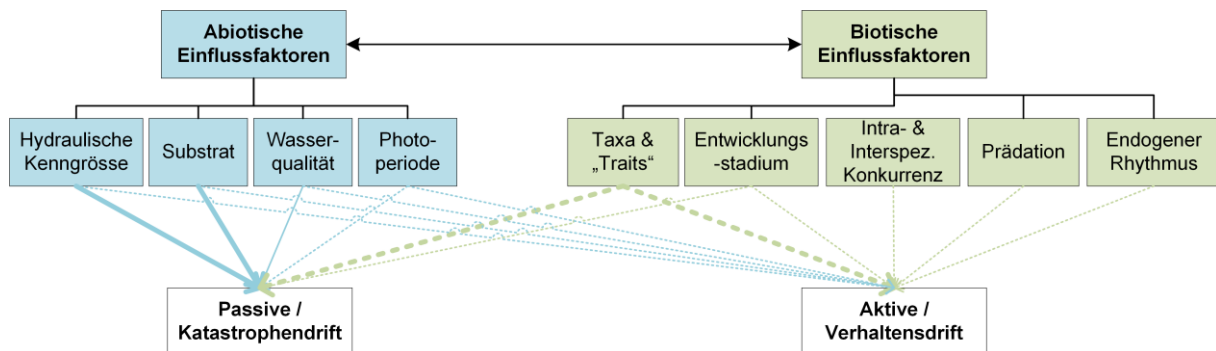 Abiotische
Einflussfaktoren
Biotische
Einflussfaktoren
Hydraulische
Kenngrösse
Substrat
Wasser-
qualität
Photo-
periode
Taxa &
„Traits“
Entwicklungs
-stadium
Intra- &
Interspez.
Konkurrenz
Prädation
Endogener
Rhythmus
Passive /
Katastrophendrift
Aktive /
Verhaltensdrift